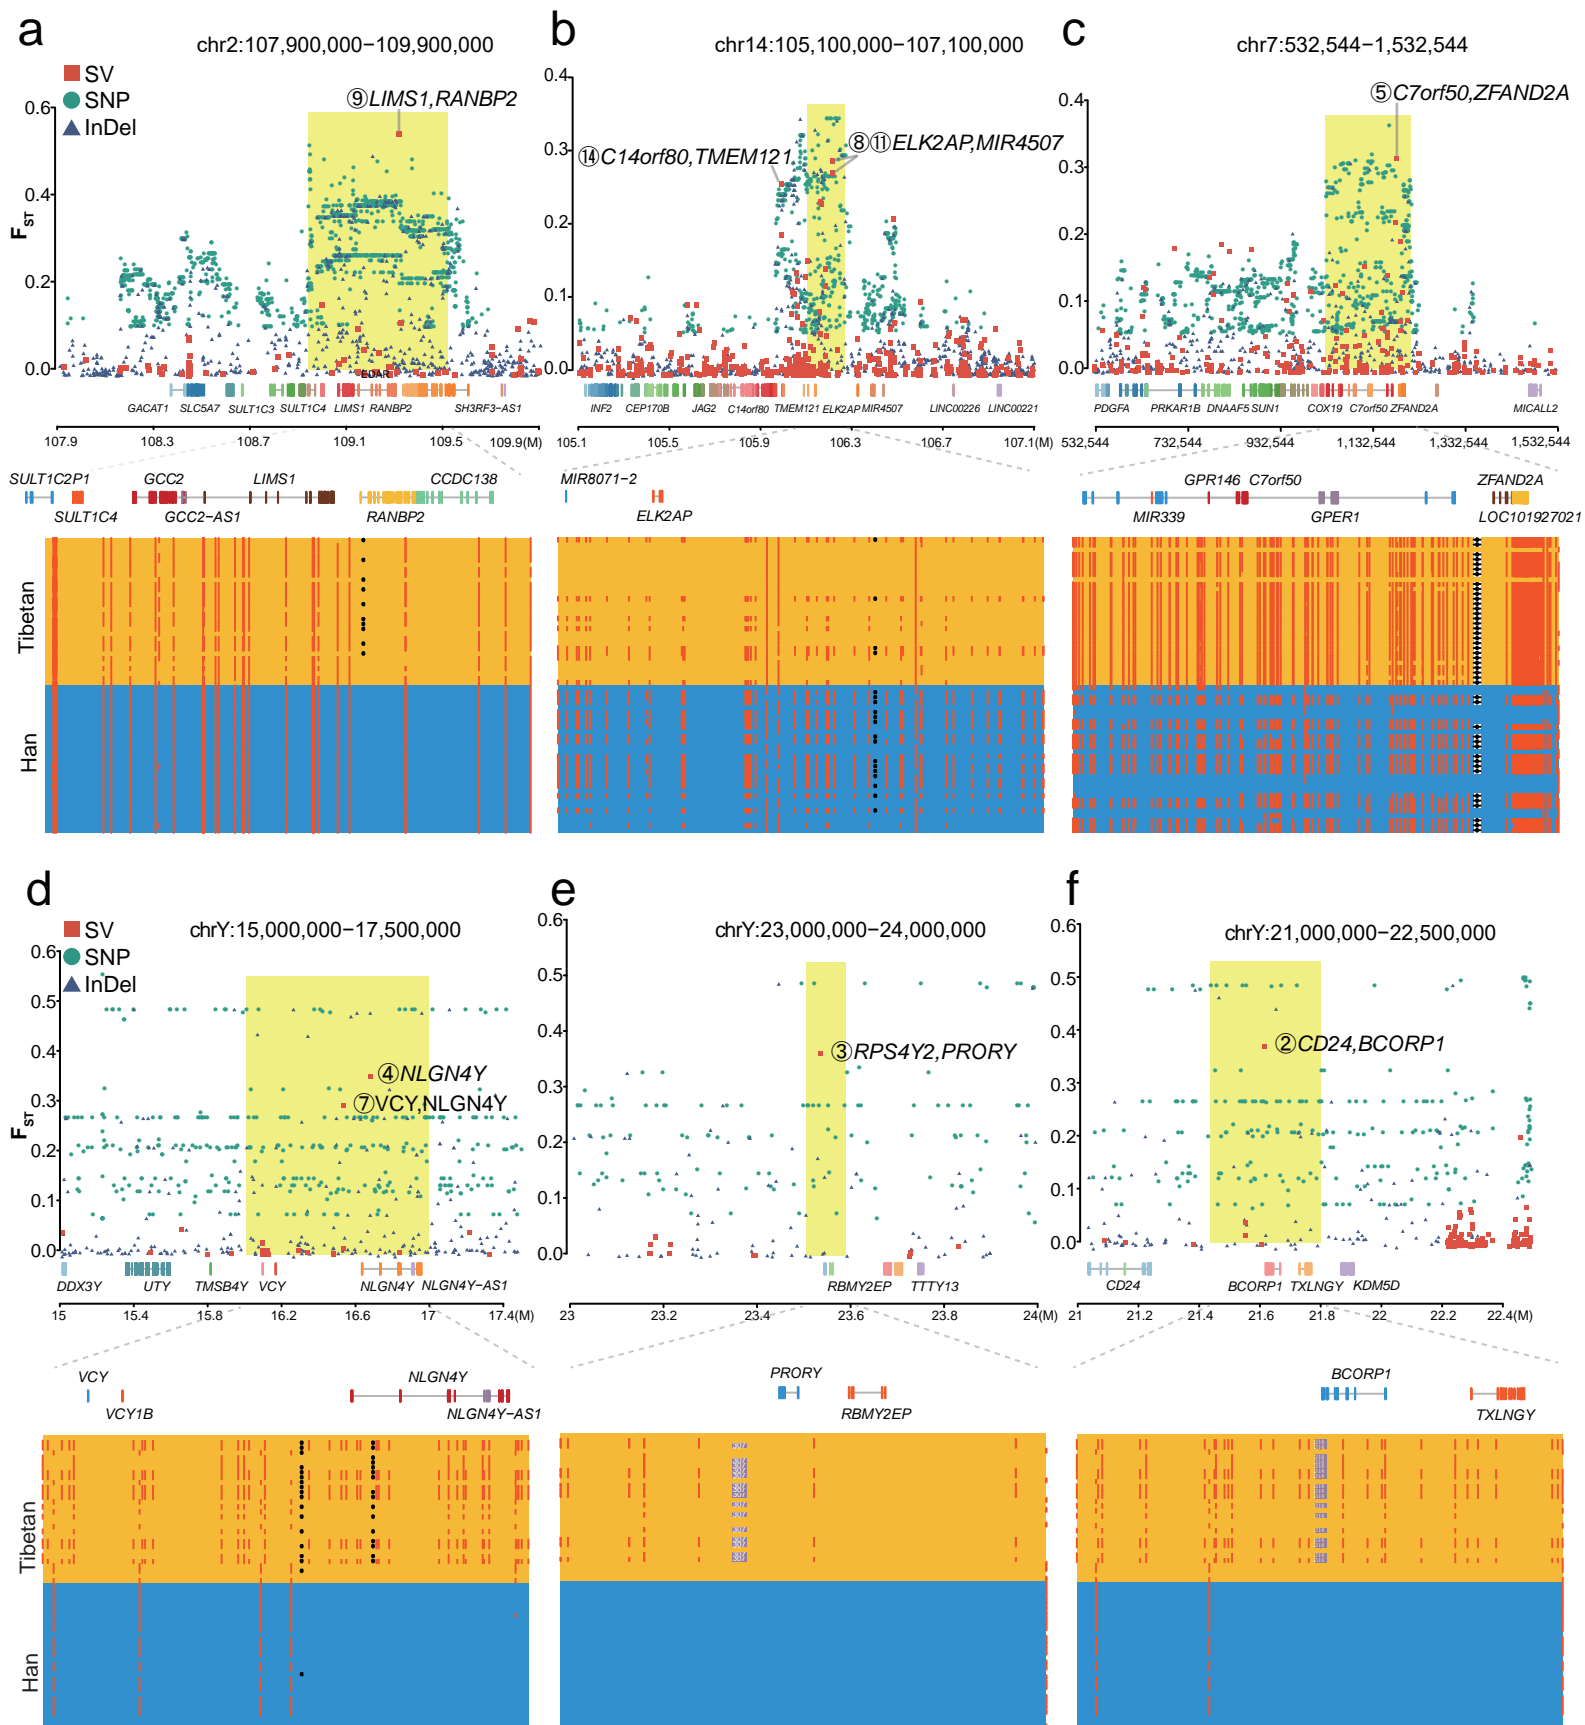 a
chr2:107,900,000−109,900,000
SV
SNP
InDel
⑨LIMS1,RANBP2
0.6
0.4
0.2
0.0
FST
EDAR
GACAT1 SLC5A7 SULT1C3 SULT1C4 LIMS1 RANBP2 SH3RF3−AS1
107.9 108.3 108.7 109.1 109.5 109.9(M)
SULT1C2P1 GCC2 LIMS1 CCDC138
SULT1C4 GCC2−AS1 RANBP2
Tibetan
Han
b
chr14:105,100,000−107,100,000
0.4
0.3
0.2
0.1
0.0
⑭C14orf80,TMEM121
⑧⑪ELK2AP,MIR4507
INF2 CEP170B JAG2 C14orf80 TMEM121 ELK2AP MIR4507 LINC00226 LINC00221
105.1 105.5 105.9 106.3 106.7 107.1(M)
MIR8071−2
ELK2AP
c
chr7:532,544−1,532,544
⑤C7orf50,ZFAND2A
0.4
0.3
0.2
0.1
0.0
PDGFA PRKAR1B DNAAF5 SUN1 COX19 C7orf50 ZFAND2A MICALL2
532,544 732,544 932,544 1,132,544 1,332,544 1,532,544
GPR146 C7orf50 ZFAND2A
MIR339 GPER1 LOC101927021
d
chrY:15,000,000−17,500,000
SV
SNP
InDel
0.6
0.5
0.4
0.3
0.2
0.1
0.0
FST
④NLGN4Y
⑦VCY,NLGN4Y
DDX3Y UTY TMSB4Y VCY NLGN4Y NLGN4Y−AS1
15 15.4 15.8 16.2 16.6 17 17.4(M)
VCY NLGN4Y
VCY1B NLGN4Y−AS1
Tibetan
Han
e
chrY:23,000,000−24,000,000
0.6
0.5
0.4
0.3
0.2
0.1
0.0
③RPS4Y2,PRORY
RBMY2EP TTTY13
23 23.2 23.4 23.6 23.8 24(M)
PRORY
RBMY2EP
f
chrY:21,000,000−22,500,000
0.6
0.5
0.4
0.3
0.2
0.1
0.0
②CD24,BCORP1
CD24 BCORP1 TXLNGY KDM5D
21 21.2 21.4 21.6 21.8 22 22.2 22.4(M)
BCORP1
TXLNGY